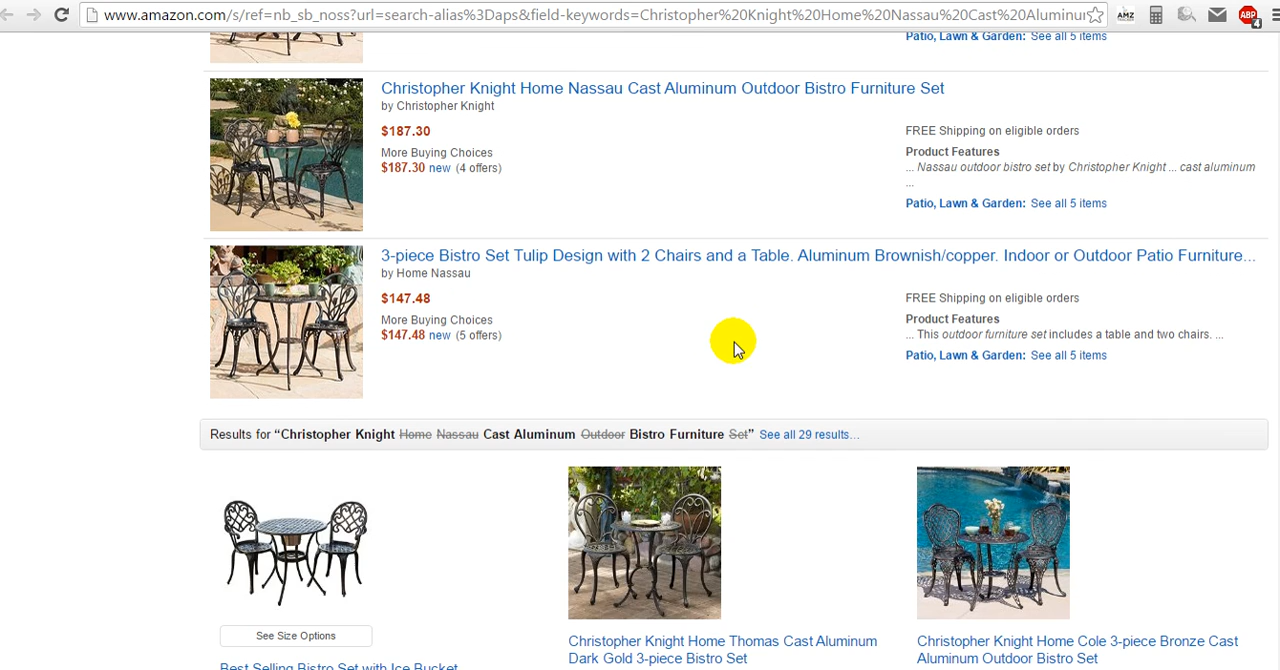 www.amazon.com/s/ref=nb_sb_noss?url=search-alias%3Daps&field-keywords=Christopher%20Knight%20Home%20Nassau%20Cast%20Aluminu
AMZ
ABP
4
Patio, Lawn & Garden: See all 5 items
Christopher Knight Home Nassau Cast Aluminum Outdoor Bistro Furniture Set
by Christopher Knight
$187.30
FREE Shipping on eligible orders
More Buying Choices
Product Features
$187.30 new (4 offers)
... Nassau outdoor bistro set by Christopher Knight ... cast aluminum
...
Patio, Lawn & Garden: See all 5 items
3-piece Bistro Set Tulip Design with 2 Chairs and a Table. Aluminum Brownish/copper. Indoor or Outdoor Patio Furniture...
by Home Nassau
$147.48
FREE Shipping on eligible orders
More Buying Choices
Product Features
$147.48 new (5 offers)
... This outdoor furniture set includes a table and two chairs. ...
Patio, Lawn & Garden: See all 5 items
Results for “Christopher Knight Home Nassau Cast Aluminum Outdoor Bistro Furniture Set” See all 29 results...
See Size Options
Best Selling Bistro Set with Ice Bucket
Christopher Knight Home Thomas Cast Aluminum
Dark Gold 3-piece Bistro Set
Christopher Knight Home Cole 3-piece Bronze Cast
Aluminum Outdoor Bistro Set